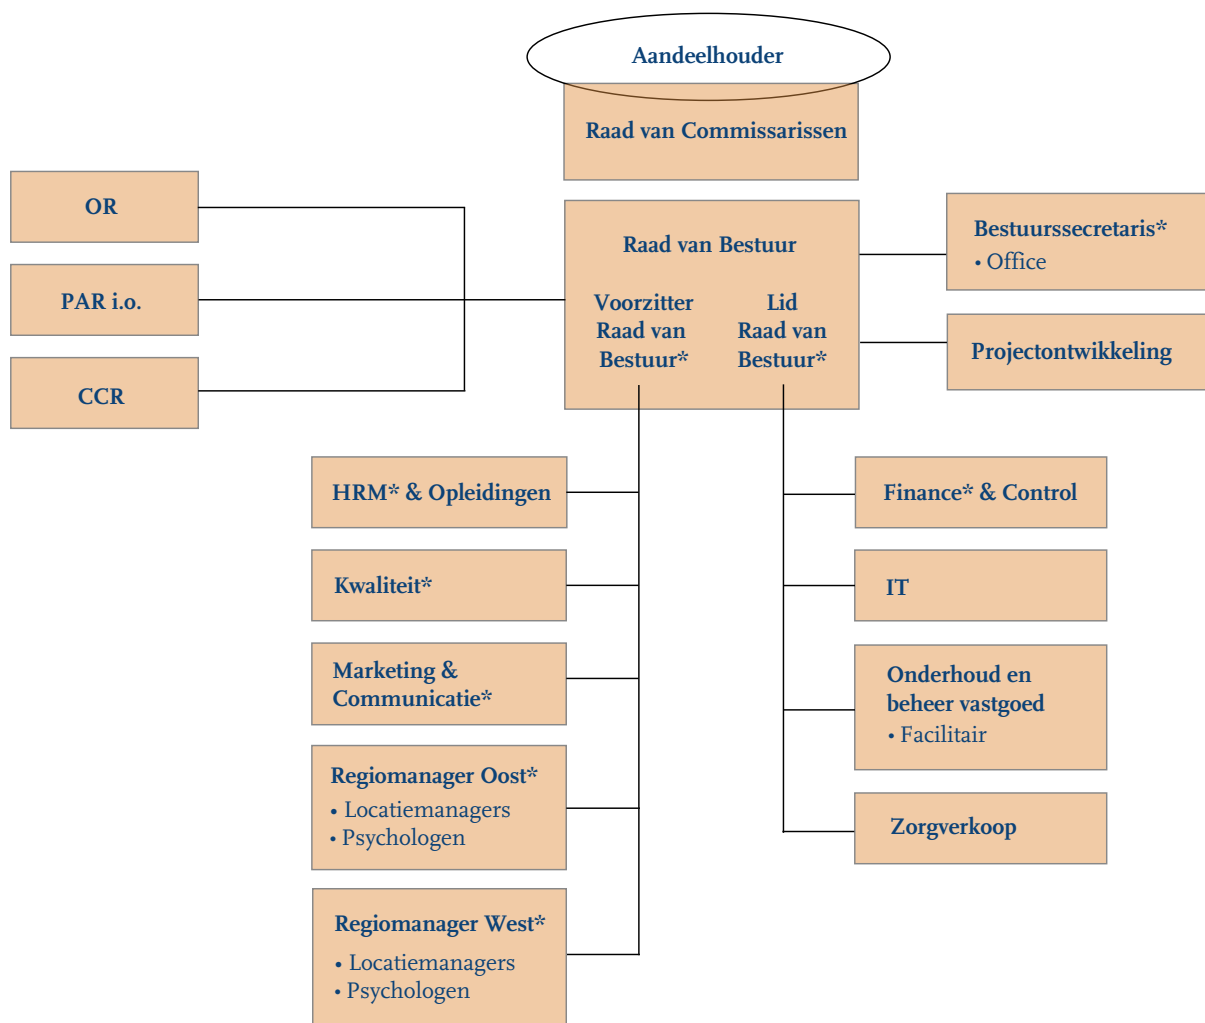 Aandeelhouder
Raad van Commissarissen
OR
PAR i.o.
CCR
Raad van Bestuur
Voorzitter
Raad van
Bestuur*
Lid
Raad van
Bestuur*
Bestuurssecretaris*
• Office
Projectontwikkeling
HRM* & Opleidingen
Kwaliteit*
Marketing &
Communicatie*
Regiomanager Oost*
• Locatiemanagers
• Psychologen
Regiomanager West*
• Locatiemanagers
• Psychologen
Finance* & Control
IT
Onderhoud en
beheer vastgoed
• Facilitair
Zorgverkoop